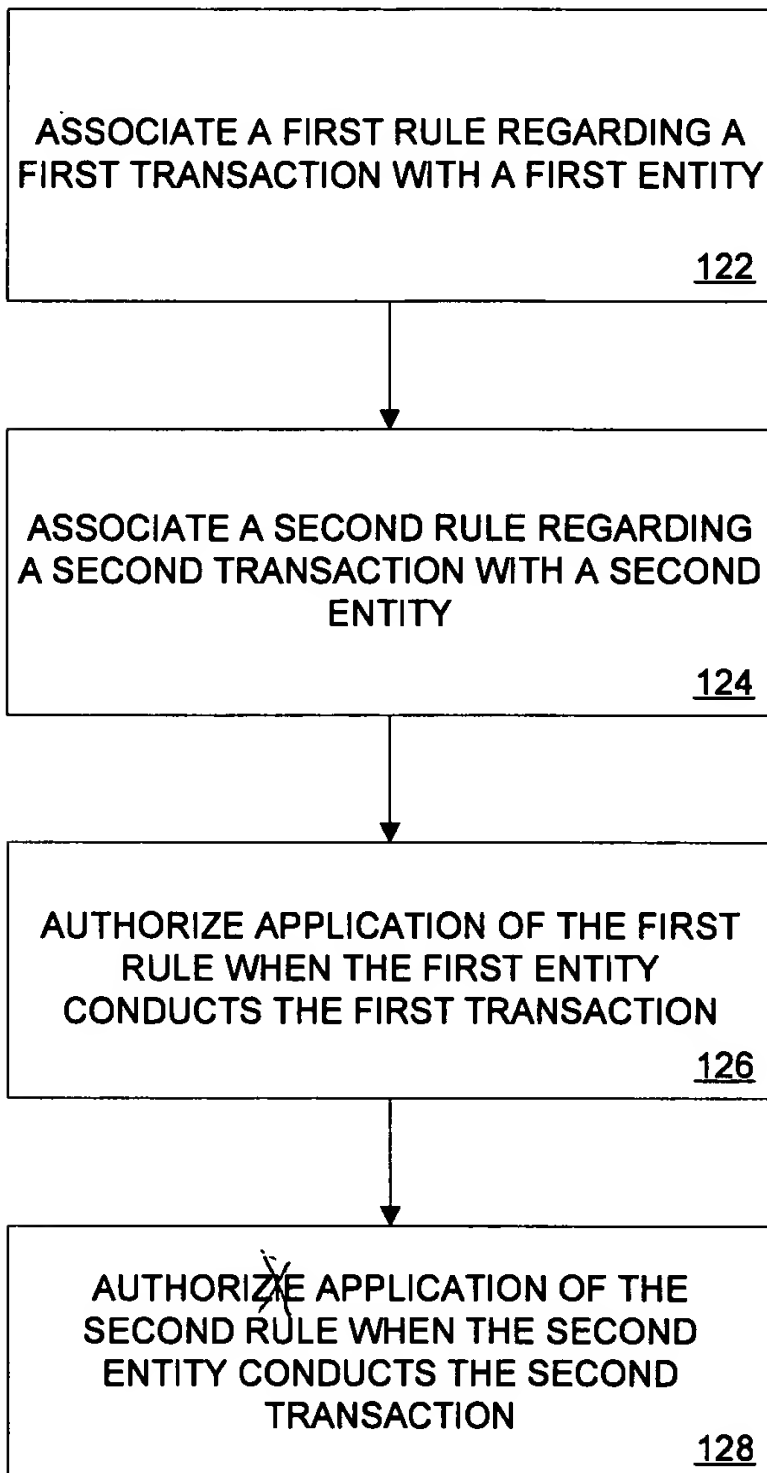 ASSOCIATE A FIRST RULE REGARDING A
FIRST TRANSACTION WITH A FIRST ENTITY
122
ASSOCIATE A SECOND RULE REGARDING
A SECOND TRANSACTION WITH A SECOND
ENTITY
124
AUTHORIZE APPLICATION OF THE FIRST
RULE WHEN THE FIRST ENTITY
CONDUCTS THE FIRST TRANSACTION
126
AUTHORIZIE APPLICATION OF THE
SECOND RULE WHEN THE SECOND
ENTITY CONDUCTS THE SECOND
TRANSACTION
128